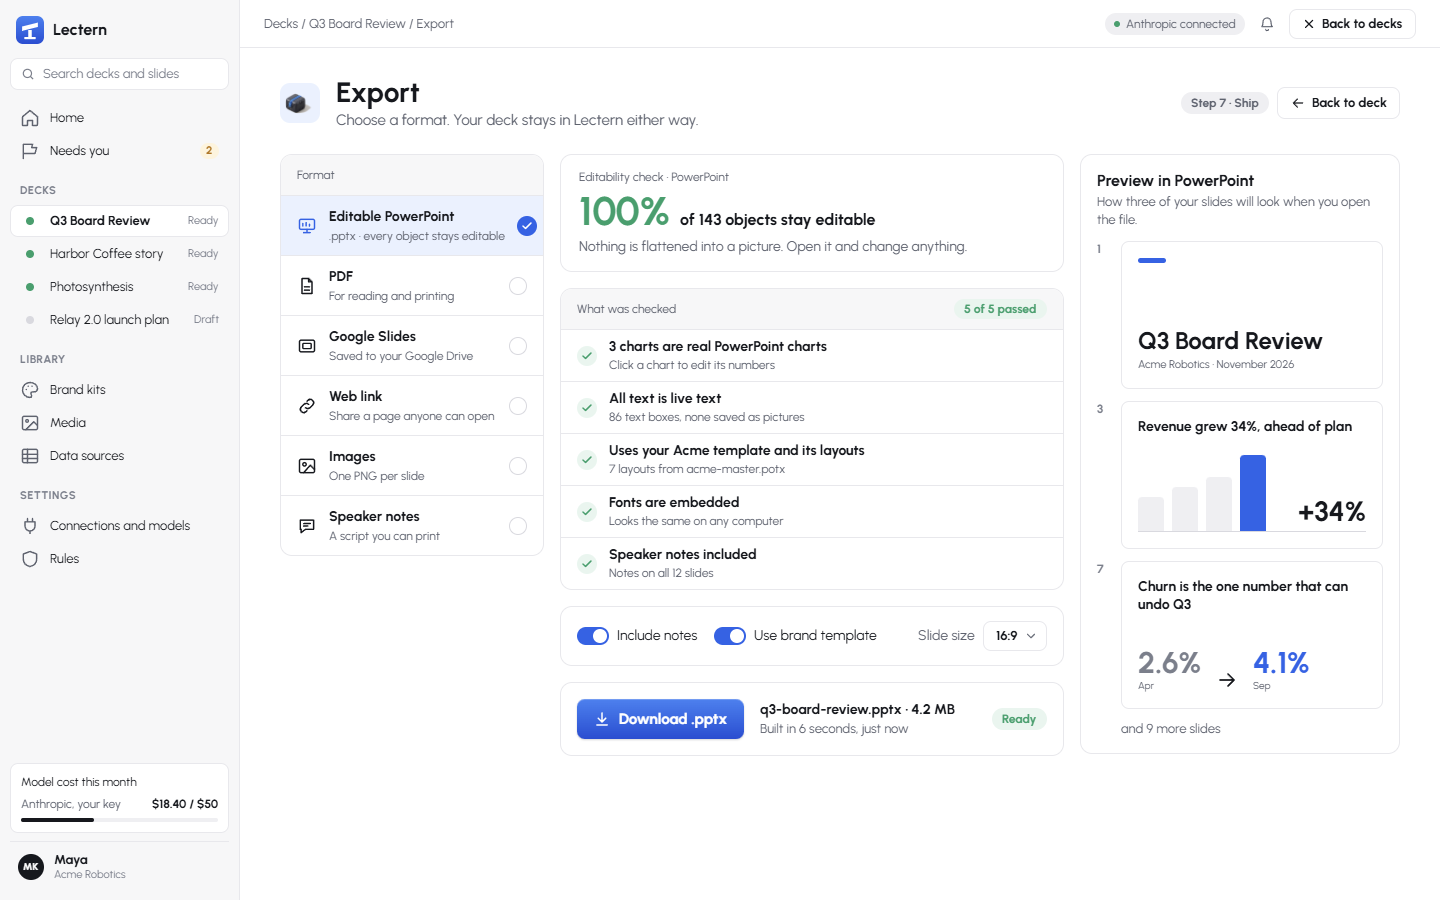 Lectern
Search decks and slides
Home
Needs you 2
DECKS
Q3 Board Review Ready
Harbor Coffee story Ready
Photosynthesis Ready
Relay 2.0 launch plan Draft
LIBRARY
Brand kits
Media
Data sources
SETTINGS
Connections and models
Rules
Model cost this month
Anthropic, your key $18.40 / $50
MK
Maya
Acme Robotics
Decks / Q3 Board Review / Export
Anthropic connected
Back to decks
Export
Choose a format. Your deck stays in Lectern either way.
Step 7 · Ship
Back to deck
Format
Editable PowerPoint
.pptx · every object stays editable
PDF
For reading and printing
Google Slides
Saved to your Google Drive
Web link
Share a page anyone can open
Images
One PNG per slide
Speaker notes
A script you can print
Editability check · PowerPoint
100% of 143 objects stay editable
Nothing is flattened into a picture. Open it and change anything.
What was checked 5 of 5 passed
3 charts are real PowerPoint charts
Click a chart to edit its numbers
All text is live text
86 text boxes, none saved as pictures
Uses your Acme template and its layouts
7 layouts from acme-master.potx
Fonts are embedded
Looks the same on any computer
Speaker notes included
Notes on all 12 slides
Include notes
Use brand template
Slide size 16:9
Download .pptx
q3-board-review.pptx · 4.2 MB
Built in 6 seconds, just now
Ready
Preview in PowerPoint
How three of your slides will look when you open
the file.
1
Q3 Board Review
Acme Robotics · November 2026
3
Revenue grew 34%, ahead of plan
+34%
7
Churn is the one number that can
undo Q3
2.6% 4.1%
Apr Sep
and 9 more slides